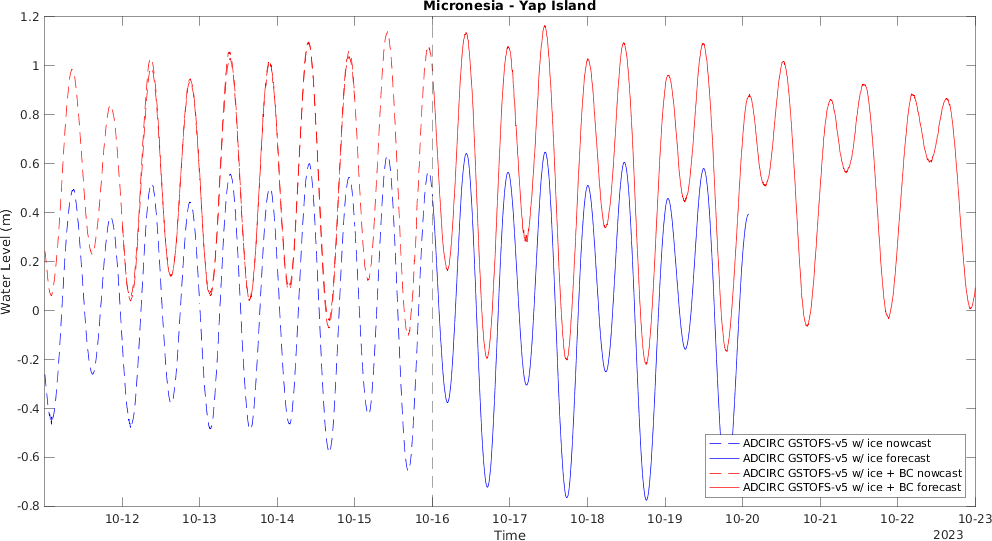 Micronesia - Yap Island
1.2
1
0.8
0.6
0.4
0.2
0
-0.2
-0.4
-0.6
-0.8
Water Level (m)
ADCIRC GSTOFS-v5 w/ ice nowcast
ADCIRC GSTOFS-v5 w/ ice forecast
ADCIRC GSTOFS-v5 w/ ice + BC nowcast
ADCIRC GSTOFS-v5 w/ ice + BC forecast
10-12 10-13 10-14 10-15 10-16 10-17 10-18 10-19 10-20 10-21 10-22 10-23
Time
2023